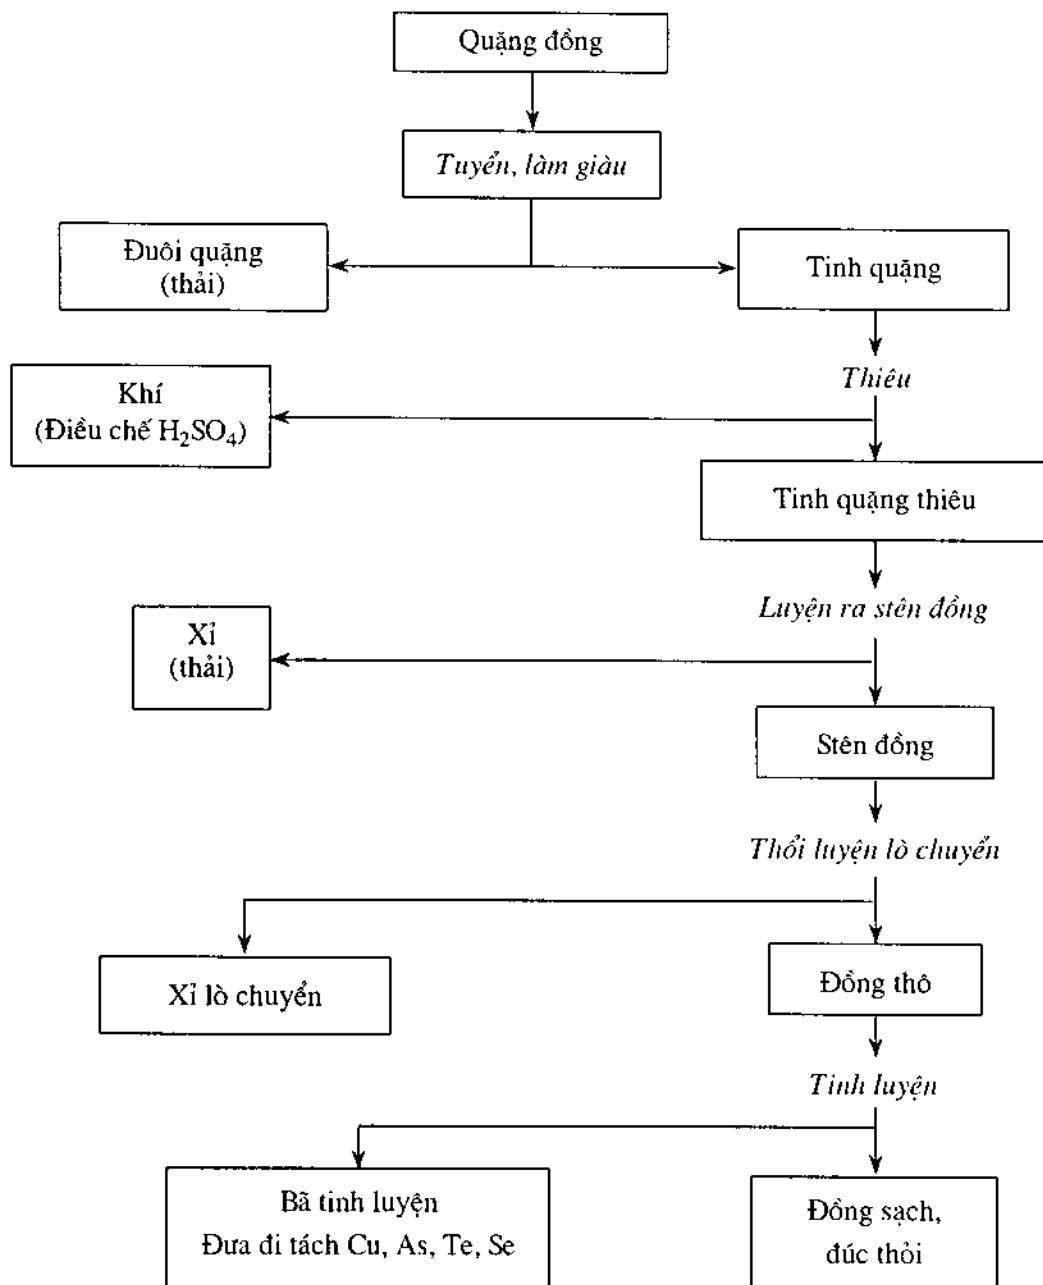 Quặng đồng
Tuyển, làm giàu
Đuôi quặng
(thải)
Tinh quặng
Thiêu
Khí
(Điều chế H₂SO₄)
Tinh quặng thiêu
Luyện ra stên đồng
Xỉ
(thải)
Stên đồng
Thổi luyện lò chuyển
Xỉ lò chuyển
Đồng thô
Tinh luyện
Bã tinh luyện
Đưa đi tách Cu, As, Te, Se
Đồng sạch,
đúc thỏi